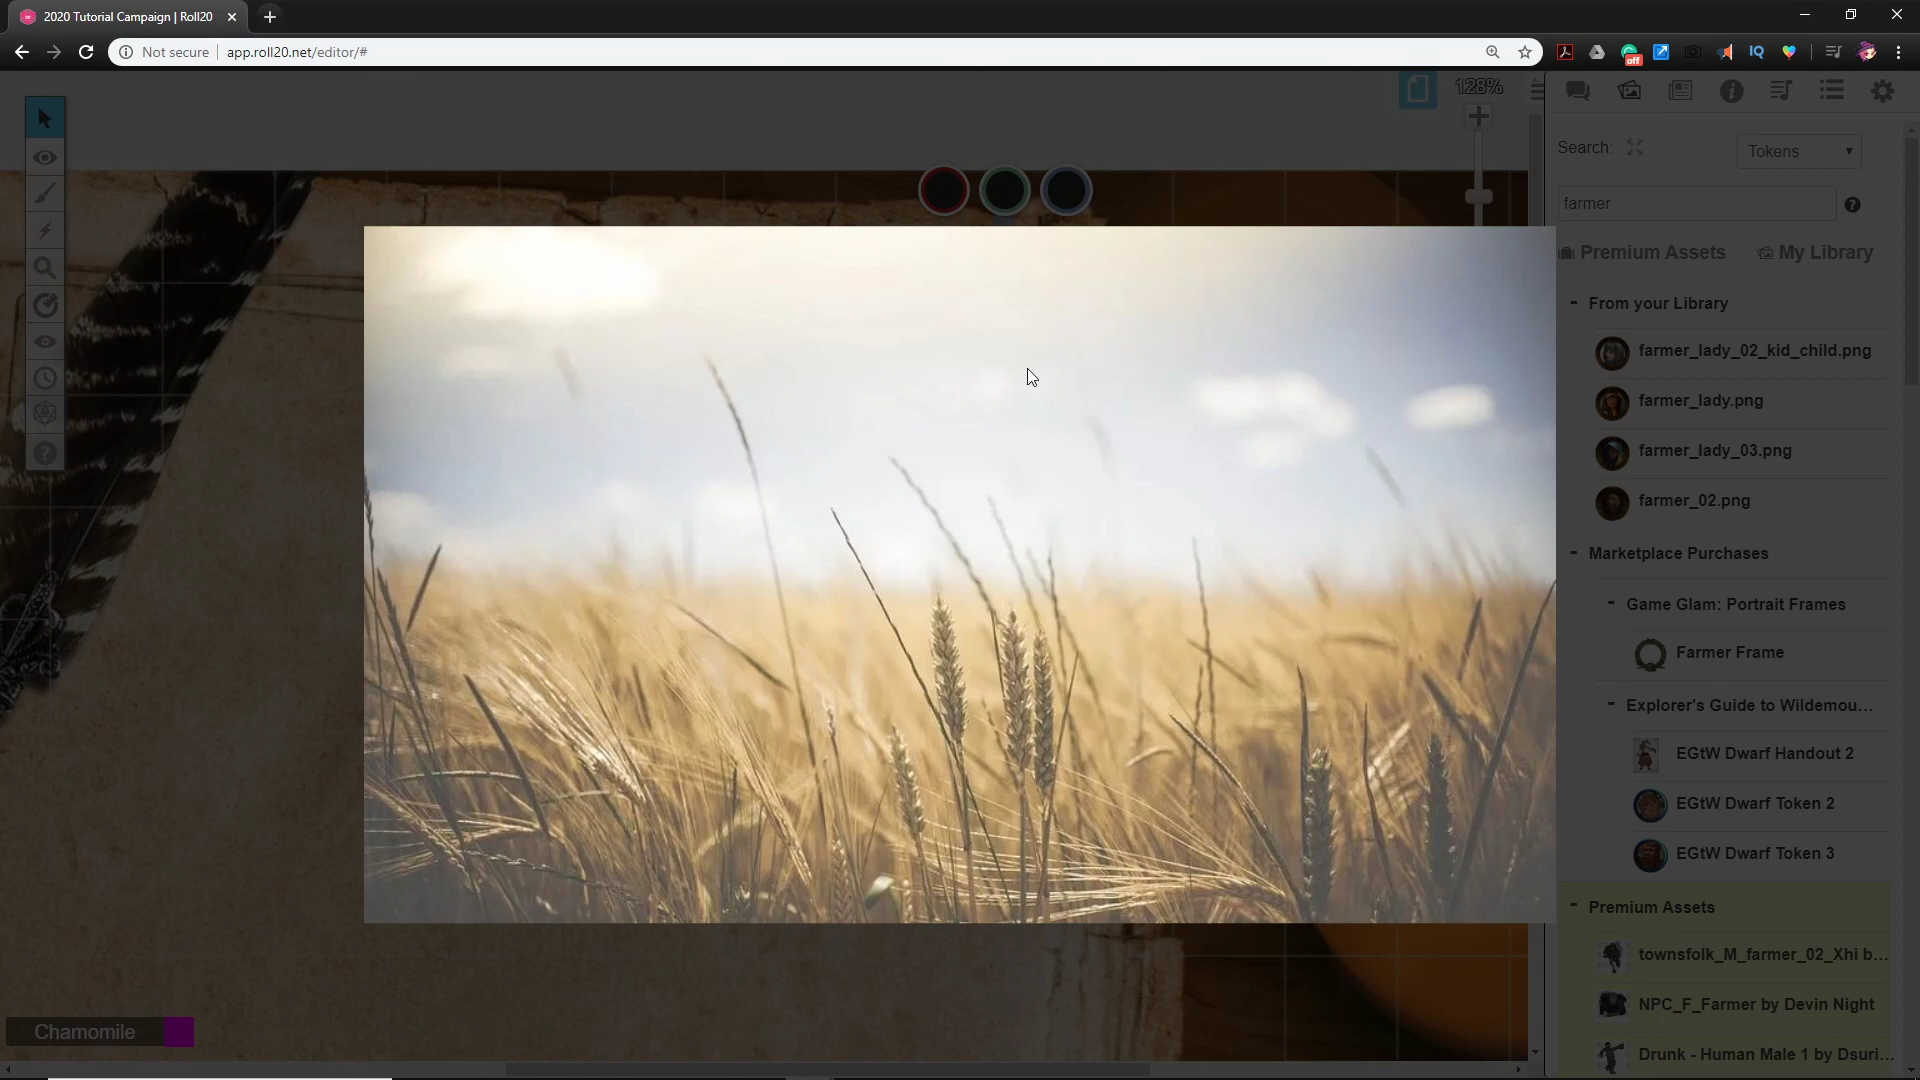 2020 Tutorial Campaign | Roll20
Not secure
app.roll20.net/editor/#
off
IQ
128%
Search:
Tokens
farmer
Premium Assets
My Library
From your Library
farmer_lady_02_kid_child.png
farmer_lady.png
farmer_lady_03.png
farmer_02.png
Marketplace Purchases
Game Glam: Portrait Frames
Farmer Frame
Explorer's Guide to Wildemou...
EGtW Dwarf Handout 2
EGtW Dwarf Token 2
EGtW Dwarf Token 3
Premium Assets
townsfolk_M_farmer_02_Xhi b...
NPC_F_Farmer by Devin Night
Drunk - Human Male 1 by Dsuri...
Chamomile